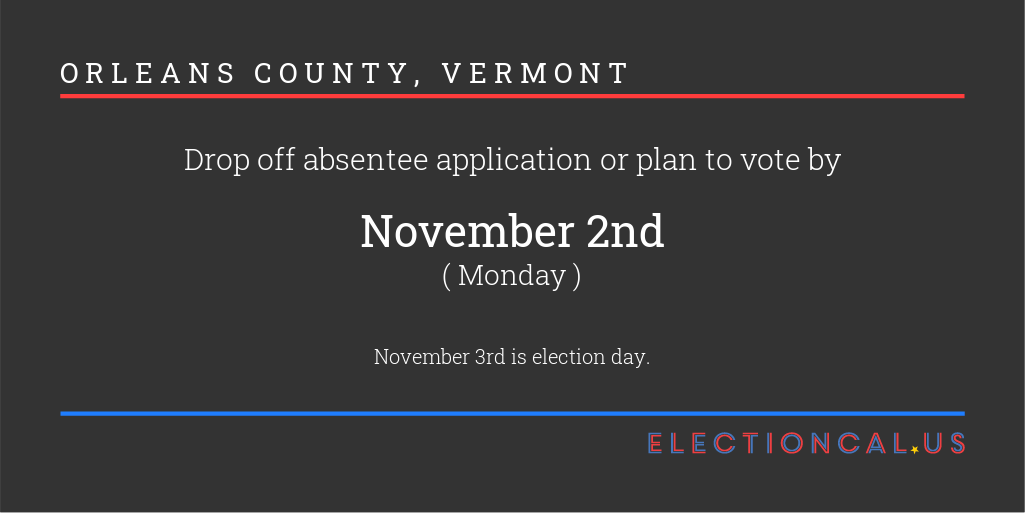 ORLEANS COUNTY, VERMONT
Drop off absentee application or plan to vote by
November 2nd
( Monday )
November 3rd is election day.
ELECTIONCAL.US